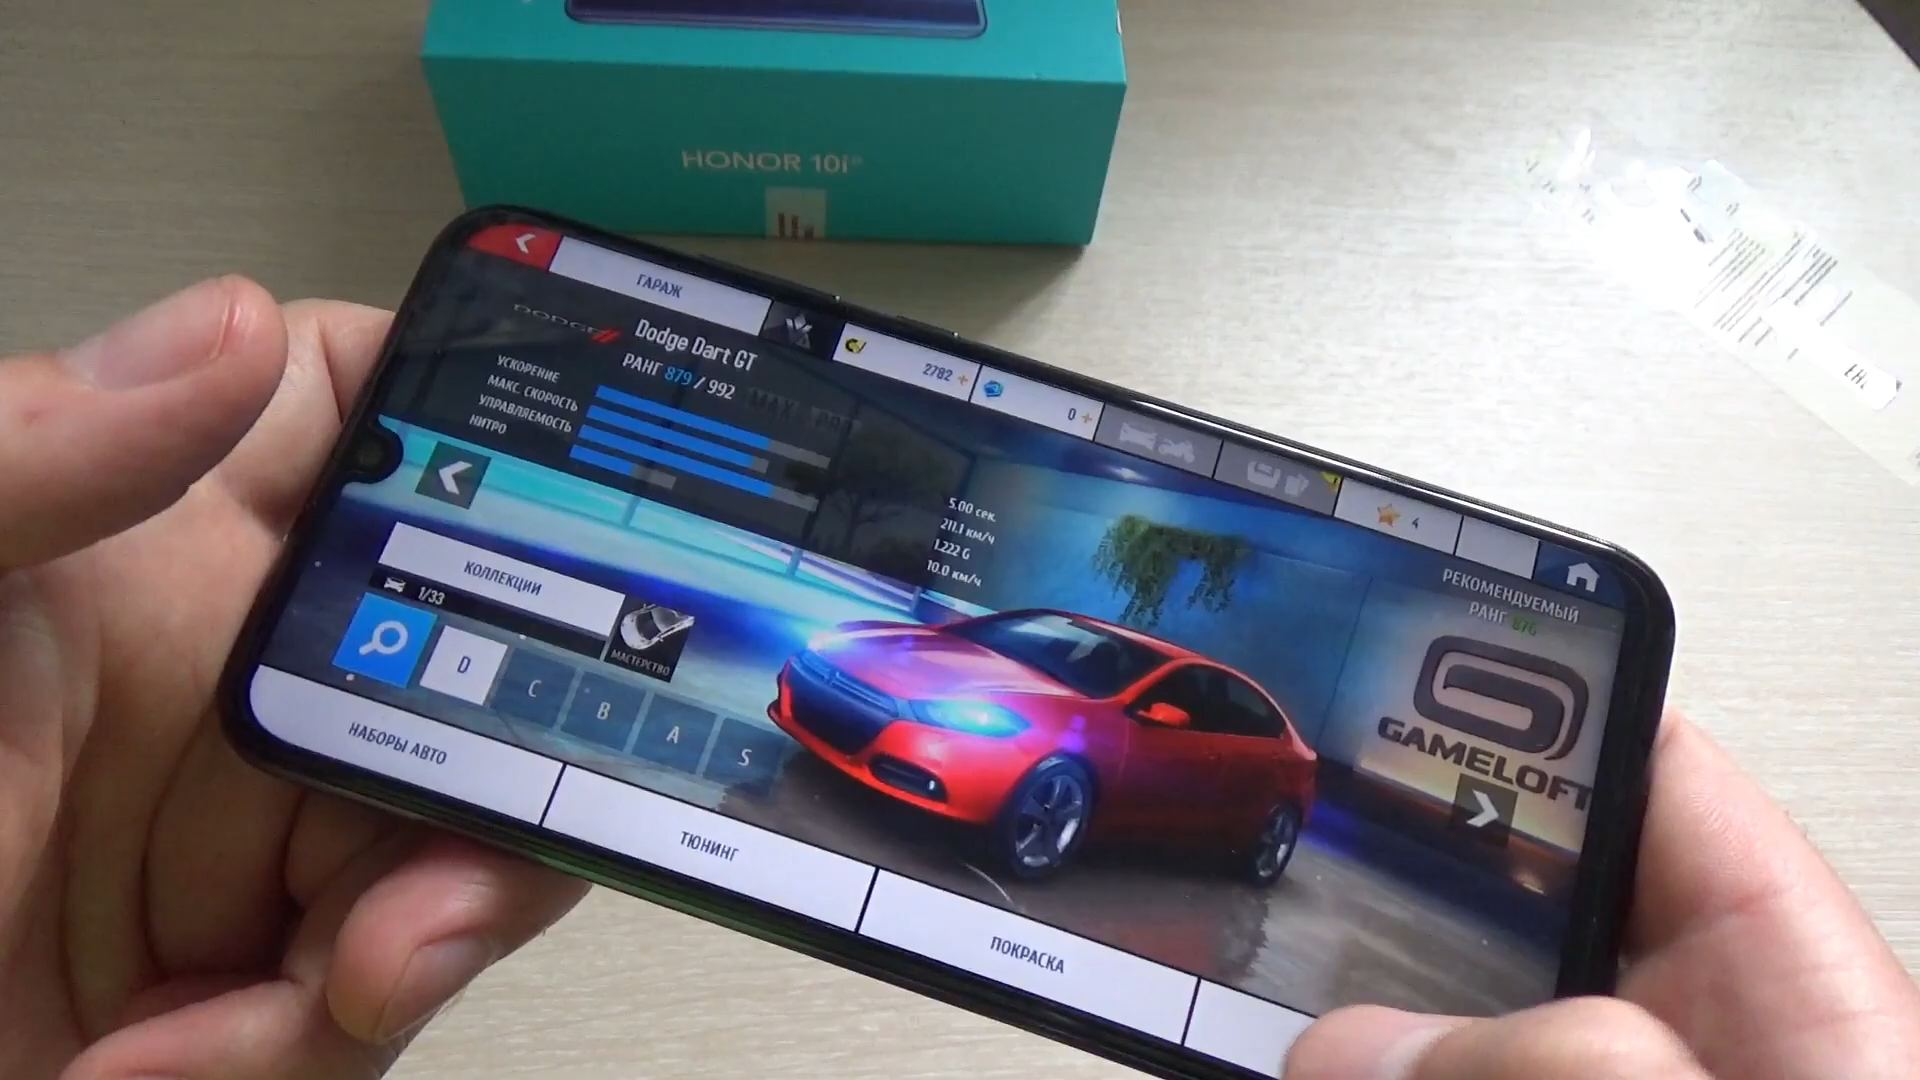 HONOR 10i
ГАРАЖ
2782 +
0 +
4
DODGE
Dodge Dart GT
РАНГ 879 / 992
УСКОРЕНИЕ
МАКС. СКОРОСТЬ
УПРАВЛЯЕМОСТЬ
НИТРО
5.00 сек.
211.1 км/ч
1.222 G
10.0 км/ч
РЕКОМЕНДУЕМЫЙ
РАНГ 876
КОЛЛЕКЦИИ
1/33
МАСТЕРСТВО
D
C
B
A
S
GAMELOFT
НАБОРЫ АВТО
ТЮНИНГ
ПОКРАСКА